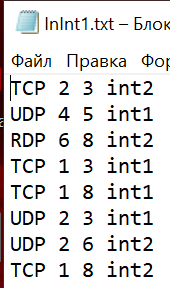 InInt1.txt – Бло
Файл Правка Фор
TCP 2 3 int2
UDP 4 5 int1
RDP 6 8 int2
TCP 1 3 int1
TCP 1 8 int1
UDP 2 3 int1
UDP 2 6 int2
TCP 1 8 int2